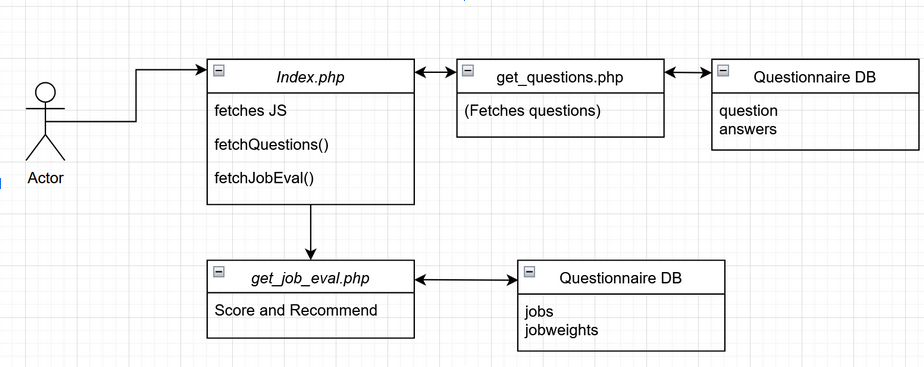 Index.php
fetches JS
fetchQuestions()
fetchJobEval()
get_questions.php
(Fetches questions)
Questionnaire DB
question
answers
Actor
get_job_eval.php
Score and Recommend
Questionnaire DB
jobs
jobweights